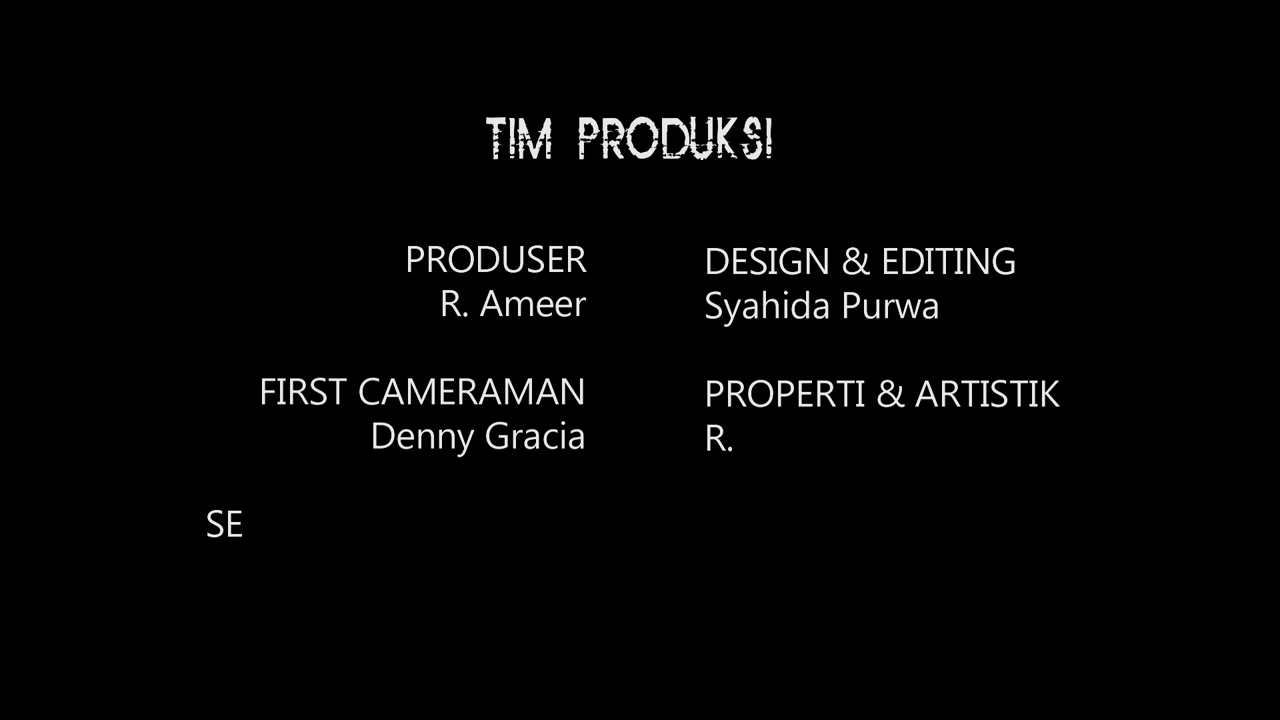 TIM PRODUKSI
PRODUSER
R. Ameer
FIRST CAMERAMAN
Denny Gracia
SE
DESIGN & EDITING
Syahida Purwa
PROPERTI & ARTISTIK
R.